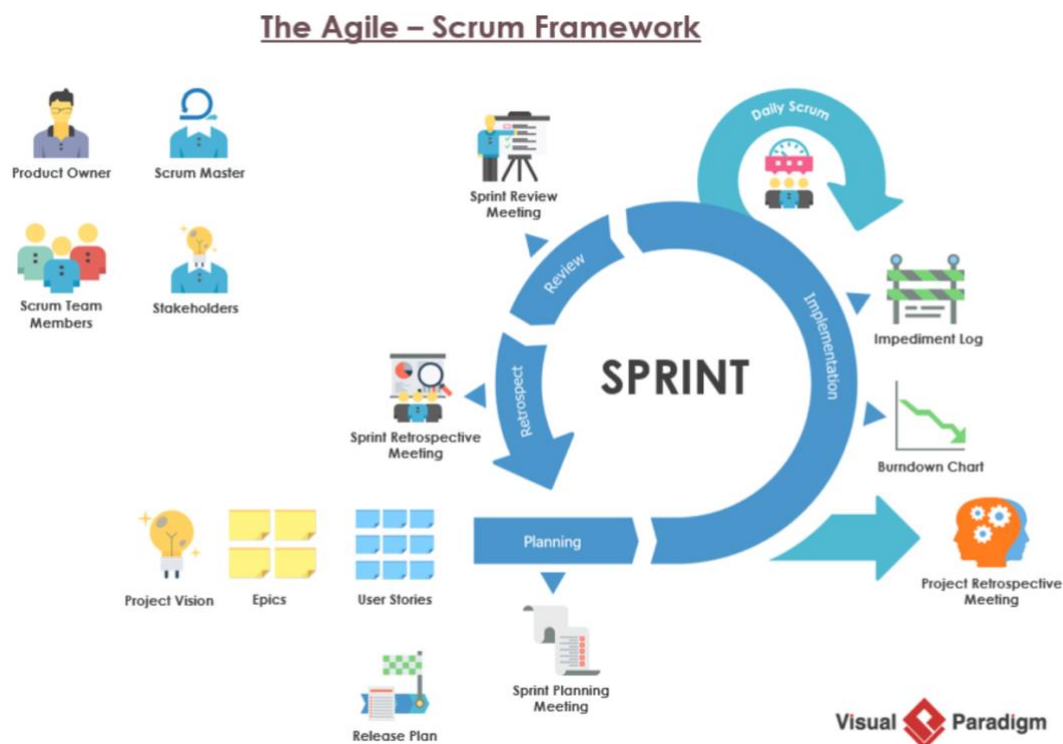 The Agile – Scrum Framework
Product Owner
Scrum Master
Scrum Team
Members
Stakeholders
Sprint Review
Meeting
Daily Scrum
Review
Implementation
Impediment Log
SPRINT
Retrospect
Sprint Retrospective
Meeting
Burndown Chart
Project Vision
Epics
User Stories
Planning
Project Retrospective
Meeting
Release Plan
Sprint Planning
Meeting
Visual Paradigm